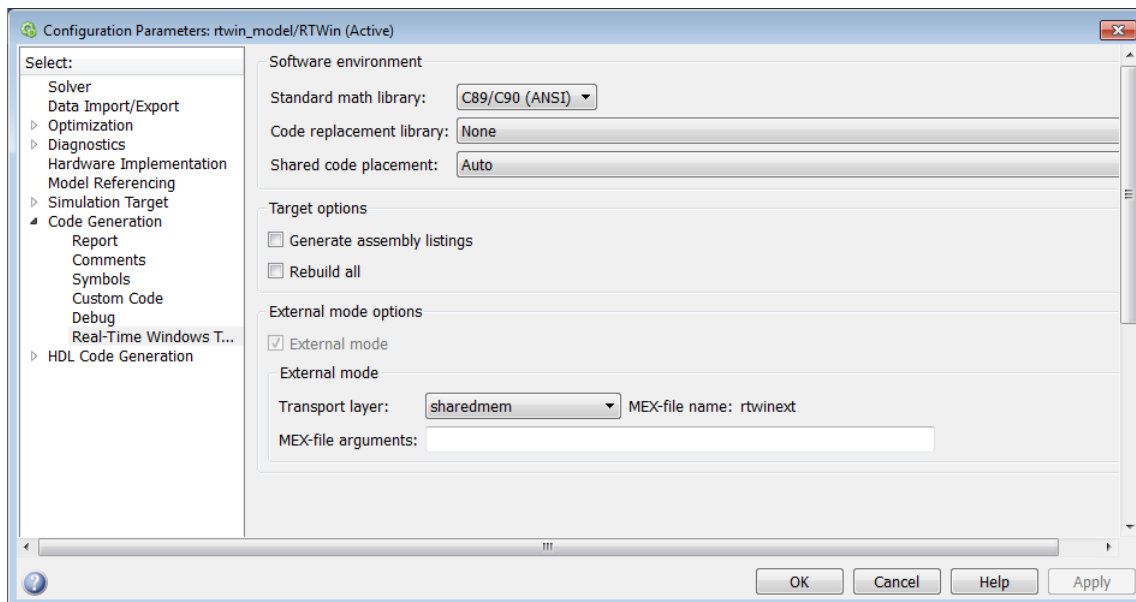 Configuration Parameters: rtwin_model/RTWin (Active)
Select:
Solver
Data Import/Export
Optimization
Diagnostics
Hardware Implementation
Model Referencing
Simulation Target
Code Generation
Report
Comments
Symbols
Custom Code
Debug
Real-Time Windows T...
HDL Code Generation
Software environment
Standard math library: C89/C90 (ANSI)
Code replacement library: None
Shared code placement: Auto
Target options
Generate assembly listings
Rebuild all
External mode options
External mode
External mode
Transport layer: sharedmem MEX-file name: rtwinext
MEX-file arguments:
OK Cancel Help Apply